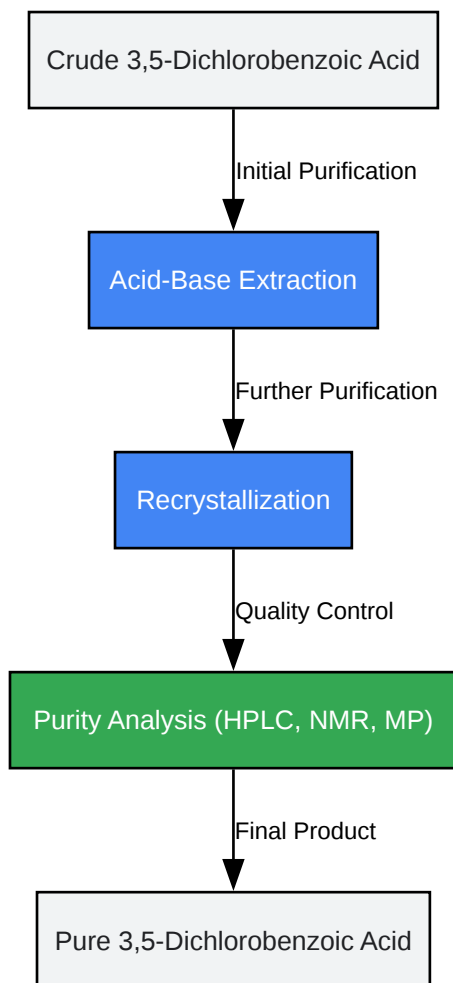 Crude 3,5-Dichlorobenzoic Acid
Initial Purification
Acid-Base Extraction
Further Purification
Recrystallization
Quality Control
Purity Analysis (HPLC, NMR, MP)
Final Product
Pure 3,5-Dichlorobenzoic Acid